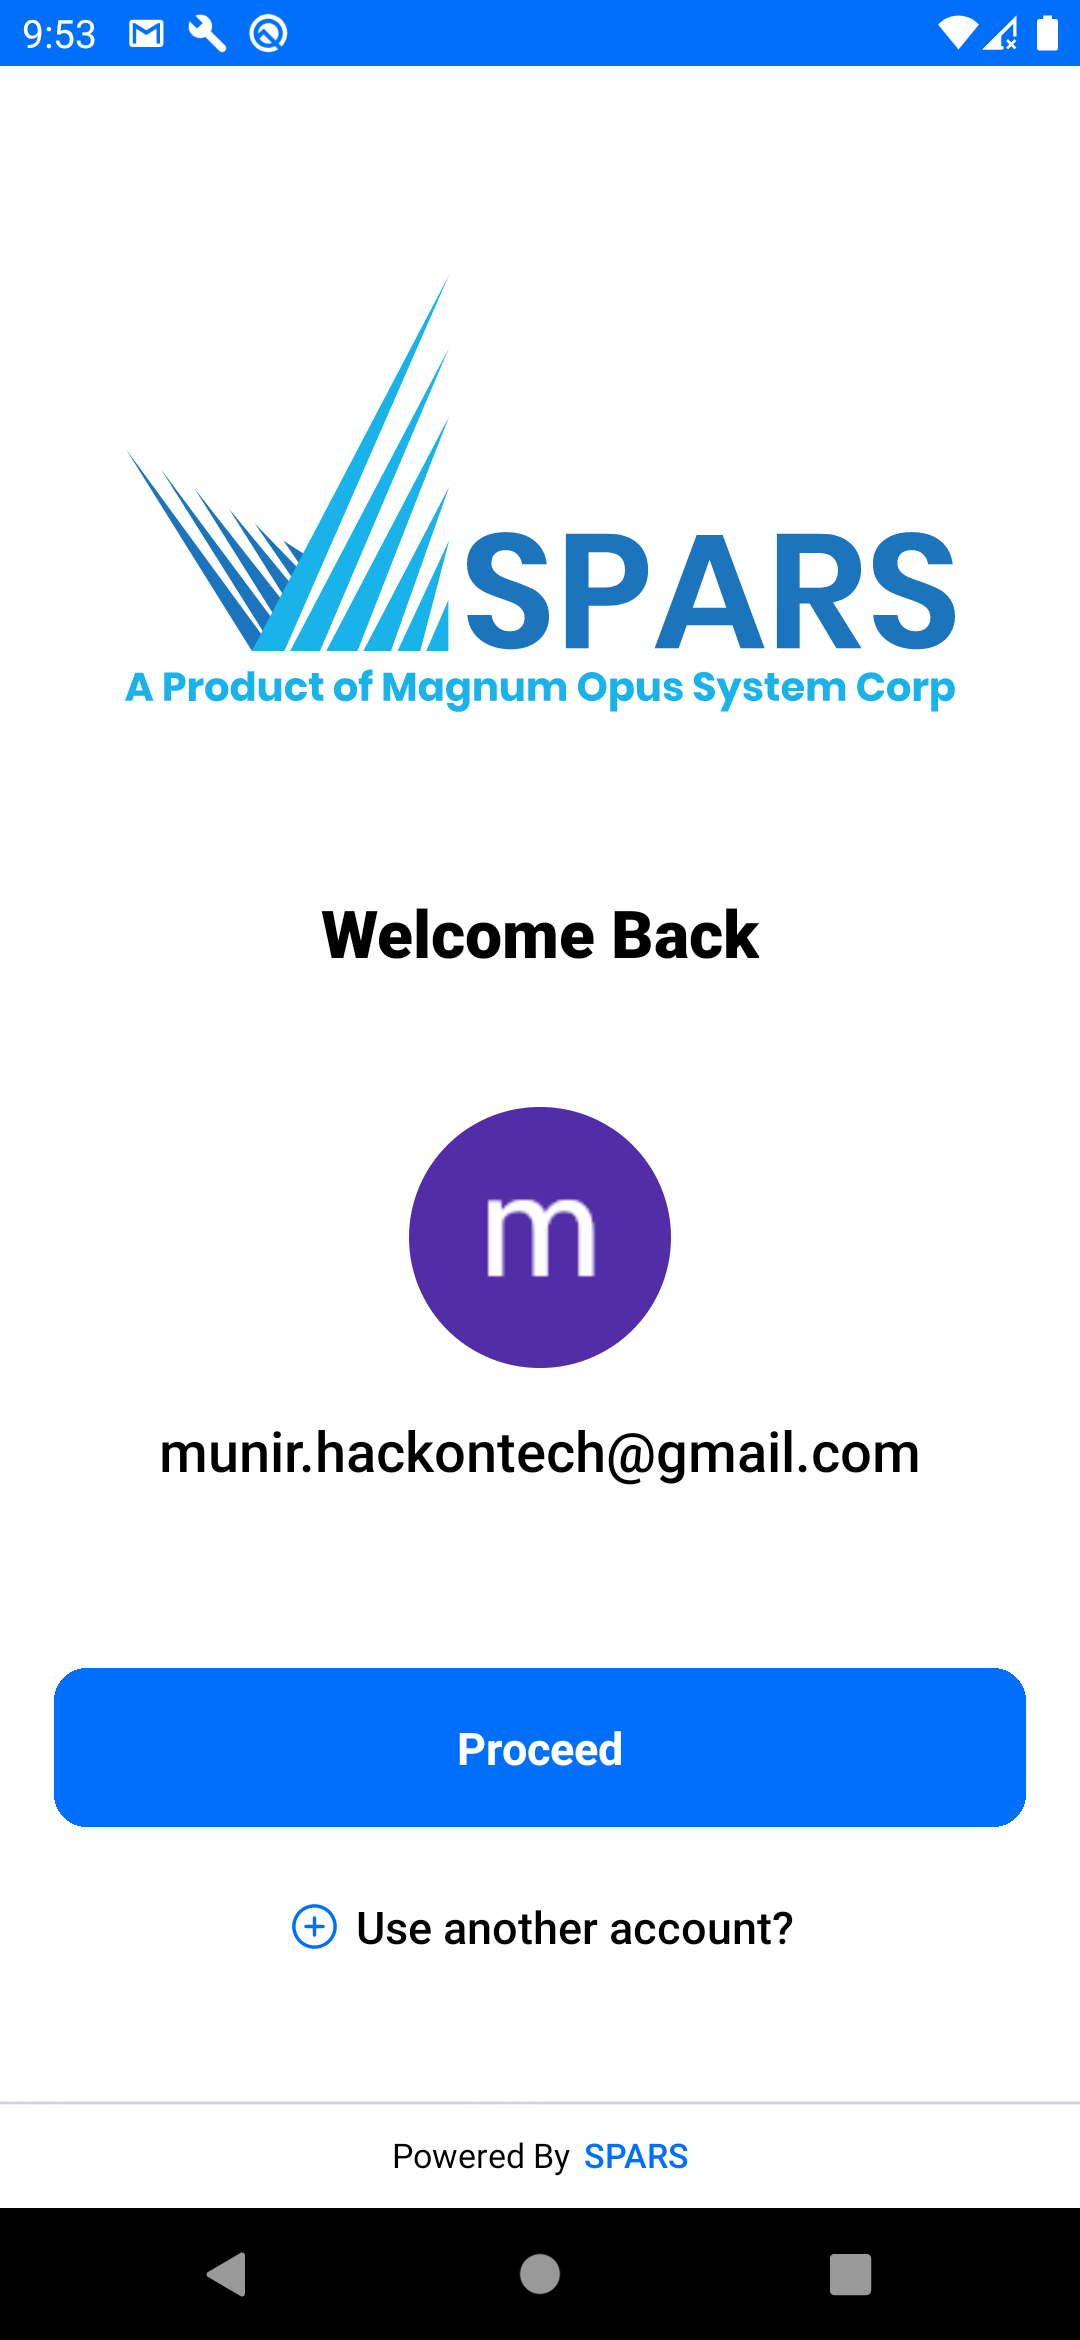 9:53
SPARS
A Product of Magnum Opus System Corp
Welcome Back
m
munir.hackontech@gmail.com
Proceed
Use another account?
Powered By SPARS